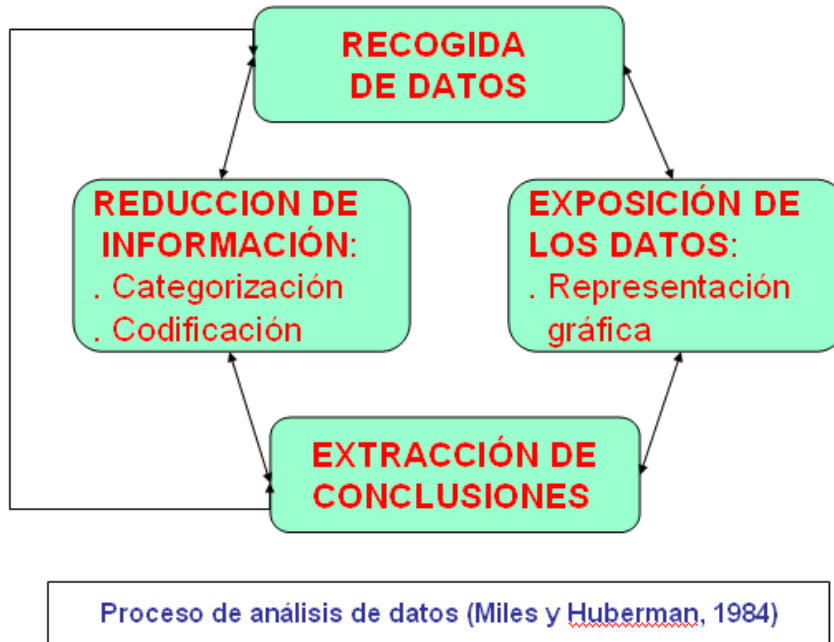 RECOGIDA
DE DATOS
REDUCCION DE
INFORMACIÓN:
. Categorización
. Codificación
EXPOSICIÓN DE
LOS DATOS:
. Representación
gráfica
EXTRACCIÓN DE
CONCLUSIONES
Proceso de análisis de datos (Miles y Huberman, 1984)